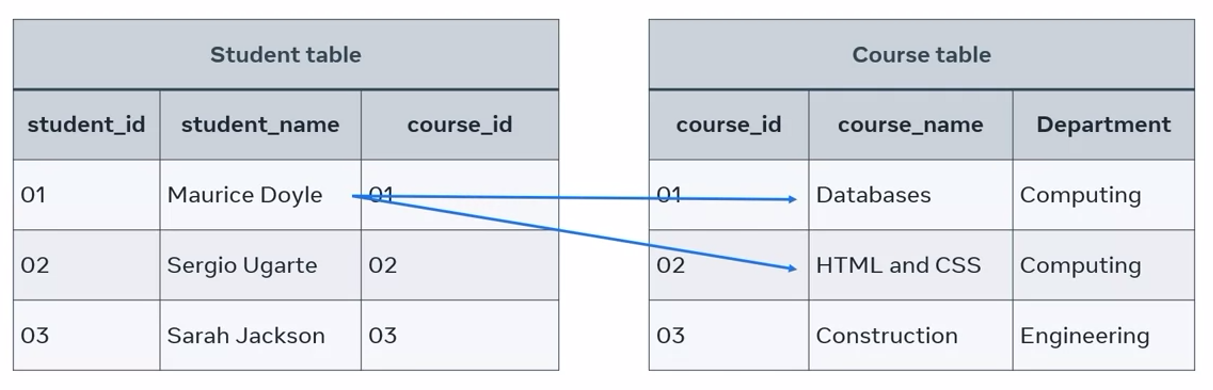 Student table
student_id student_name course_id
01 Maurice Doyle 01
02 Sergio Ugarte 02
03 Sarah Jackson 03
Course table
course_id course_name Department
01 Databases Computing
02 HTML and CSS Computing
03 Construction Engineering